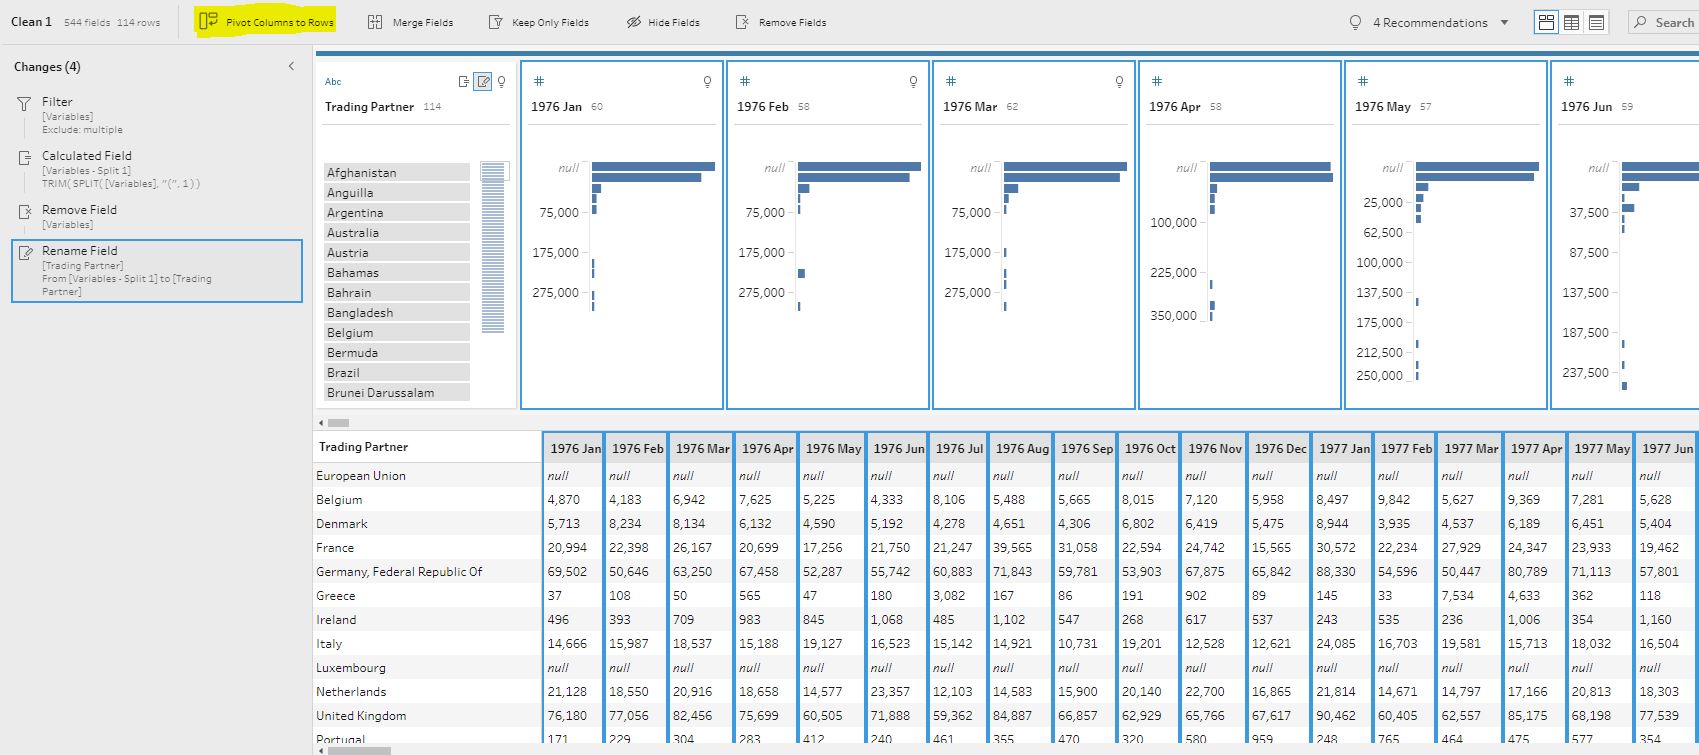 Clean 1 544 fields 114 rows Pivot Columns to Rows Merge Fields Keep Only Fields Hide Fields Remove Fields 4 Recommendations Search
Changes (4)
Filter
[Variables]
Exclude: multiple
Calculated Field
[Variables - Split 1]
TRIM( SPLIT( [Variables], "(", 1 ) )
Remove Field
[Variables]
Rename Field
[Trading Partner]
From [Variables - Split 1] to [Trading
Partner]
Abc
Trading Partner 114
Afghanistan
Anguilla
Argentina
Australia
Austria
Bahamas
Bahrain
Bangladesh
Belgium
Bermuda
Brazil
Brunei Darussalam
#
1976 Jan 60
null
75,000
175,000
275,000
#
1976 Feb 58
null
75,000
175,000
275,000
#
1976 Mar 62
null
75,000
175,000
275,000
#
1976 Apr 58
null
100,000
225,000
350,000
#
1976 May 57
null
25,000
62,500
100,000
137,500
175,000
212,500
250,000
#
1976 Jun 59
null
37,500
87,500
137,500
187,500
237,500
Trading Partner 1976 Jan 1976 Feb 1976 Mar 1976 Apr 1976 May 1976 Jun 1976 Jul 1976 Aug 1976 Sep 1976 Oct 1976 Nov 1976 Dec 1977 Jan 1977 Feb 1977 Mar 1977 Apr 1977 May 1977 Jun
European Union null null null null null null null null null null null null null null null null null null
Belgium 4,870 4,183 6,942 7,625 5,225 4,333 8,106 5,488 5,665 8,015 7,120 5,958 8,497 9,842 5,627 9,369 7,281 5,628
Denmark 5,713 8,234 8,134 6,132 4,590 5,192 4,278 4,651 4,306 6,802 6,419 5,475 8,944 3,935 4,537 6,189 6,451 5,404
France 20,994 22,398 26,167 20,699 17,256 21,750 21,247 39,565 31,058 22,594 24,742 15,565 30,572 22,234 27,929 24,347 23,933 19,462
Germany, Federal Republic Of 69,502 50,646 63,250 67,458 52,287 55,742 60,883 71,843 59,781 53,903 67,875 65,842 88,330 54,596 50,447 80,789 71,113 57,801
Greece 37 108 50 565 47 180 3,082 167 86 191 902 89 145 33 7,534 4,633 362 118
Ireland 496 393 709 983 845 1,068 485 1,102 547 268 617 537 243 535 236 1,006 354 1,160
Italy 14,666 15,987 18,537 15,188 19,127 16,523 15,142 14,921 10,731 19,201 12,528 12,621 24,085 16,703 19,581 15,713 18,032 16,504
Luxembourg null null null null null null null null null null null null null null null null null null
Netherlands 21,128 18,550 20,916 18,658 14,577 23,357 12,103 14,583 15,900 20,140 22,700 16,865 21,814 14,671 14,797 17,166 20,813 18,303
United Kingdom 76,180 77,056 82,456 75,699 60,505 71,888 59,362 84,887 66,857 62,929 65,766 67,617 90,462 60,405 62,557 85,175 68,198 77,539
Portugal 171 229 304 283 412 240 461 355 470 320 580 959 248 765 464 475 577 354